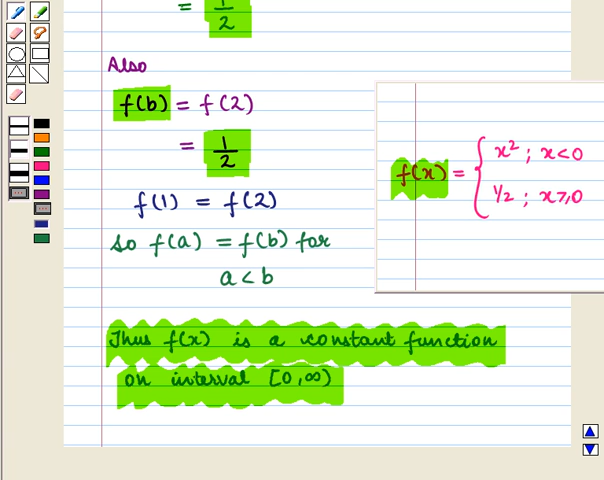 = 1/2
Also
f(b) = f(2)
= 1/2
f(1) = f(2)
so f(a) = f(b) for
a < b
f(x) = { x² ; x<0
1/2 ; x≥0
Thus f(x) is a constant function
on interval [0,∞)